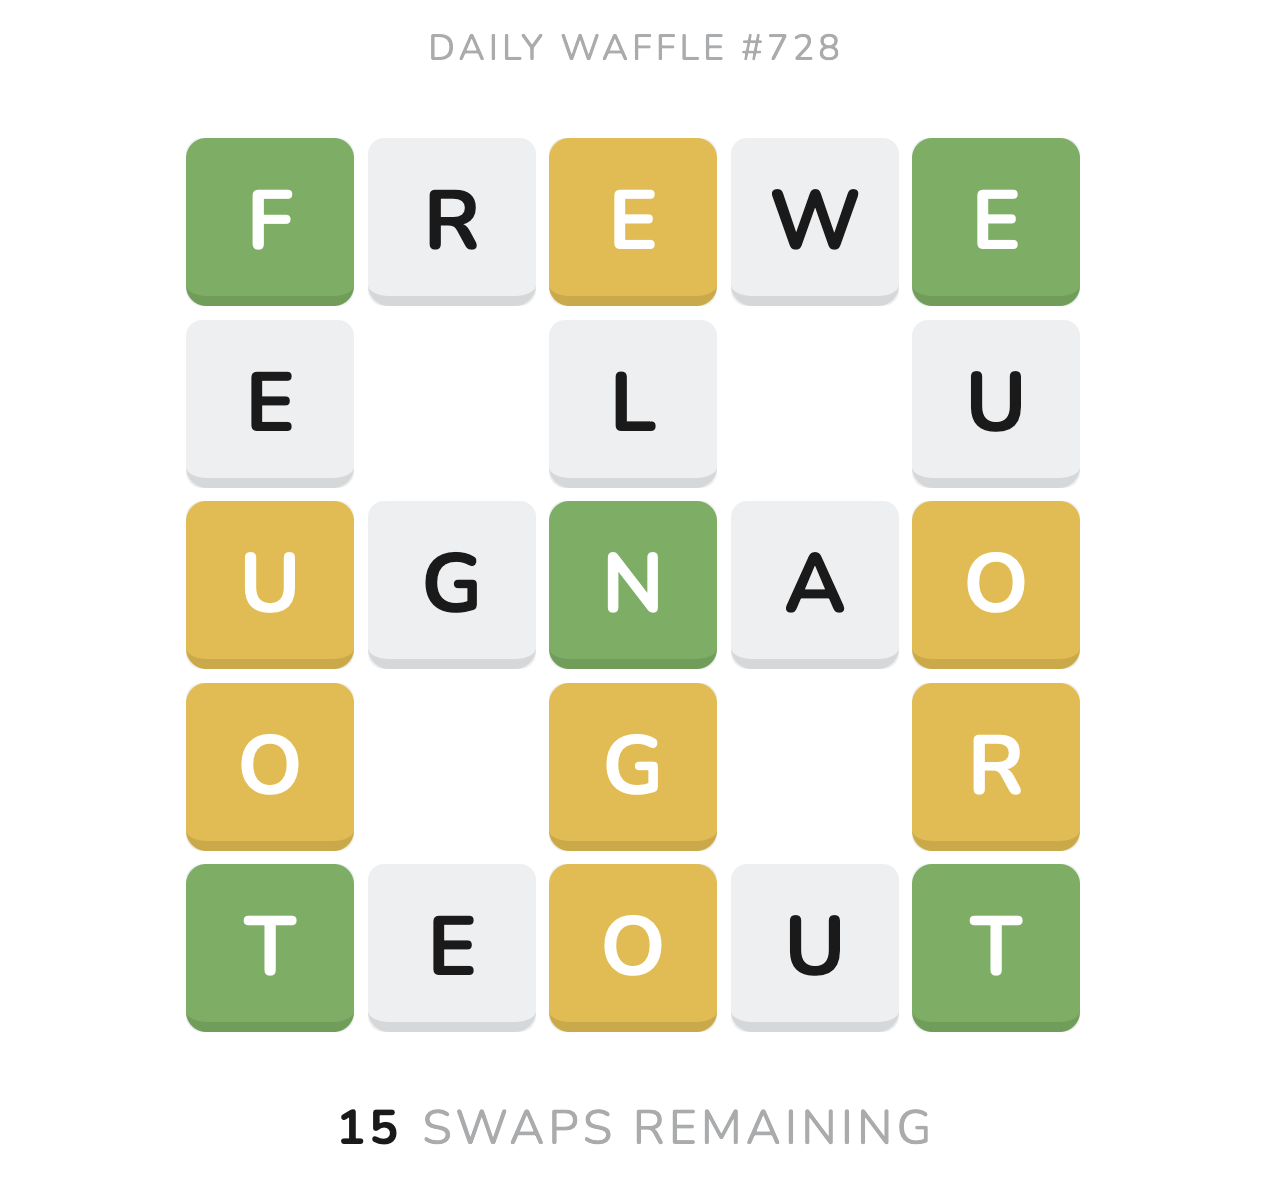 DAILY WAFFLE #728
F R E W E
E L U
U G N A O
O G R
T E O U T
15 SWAPS REMAINING